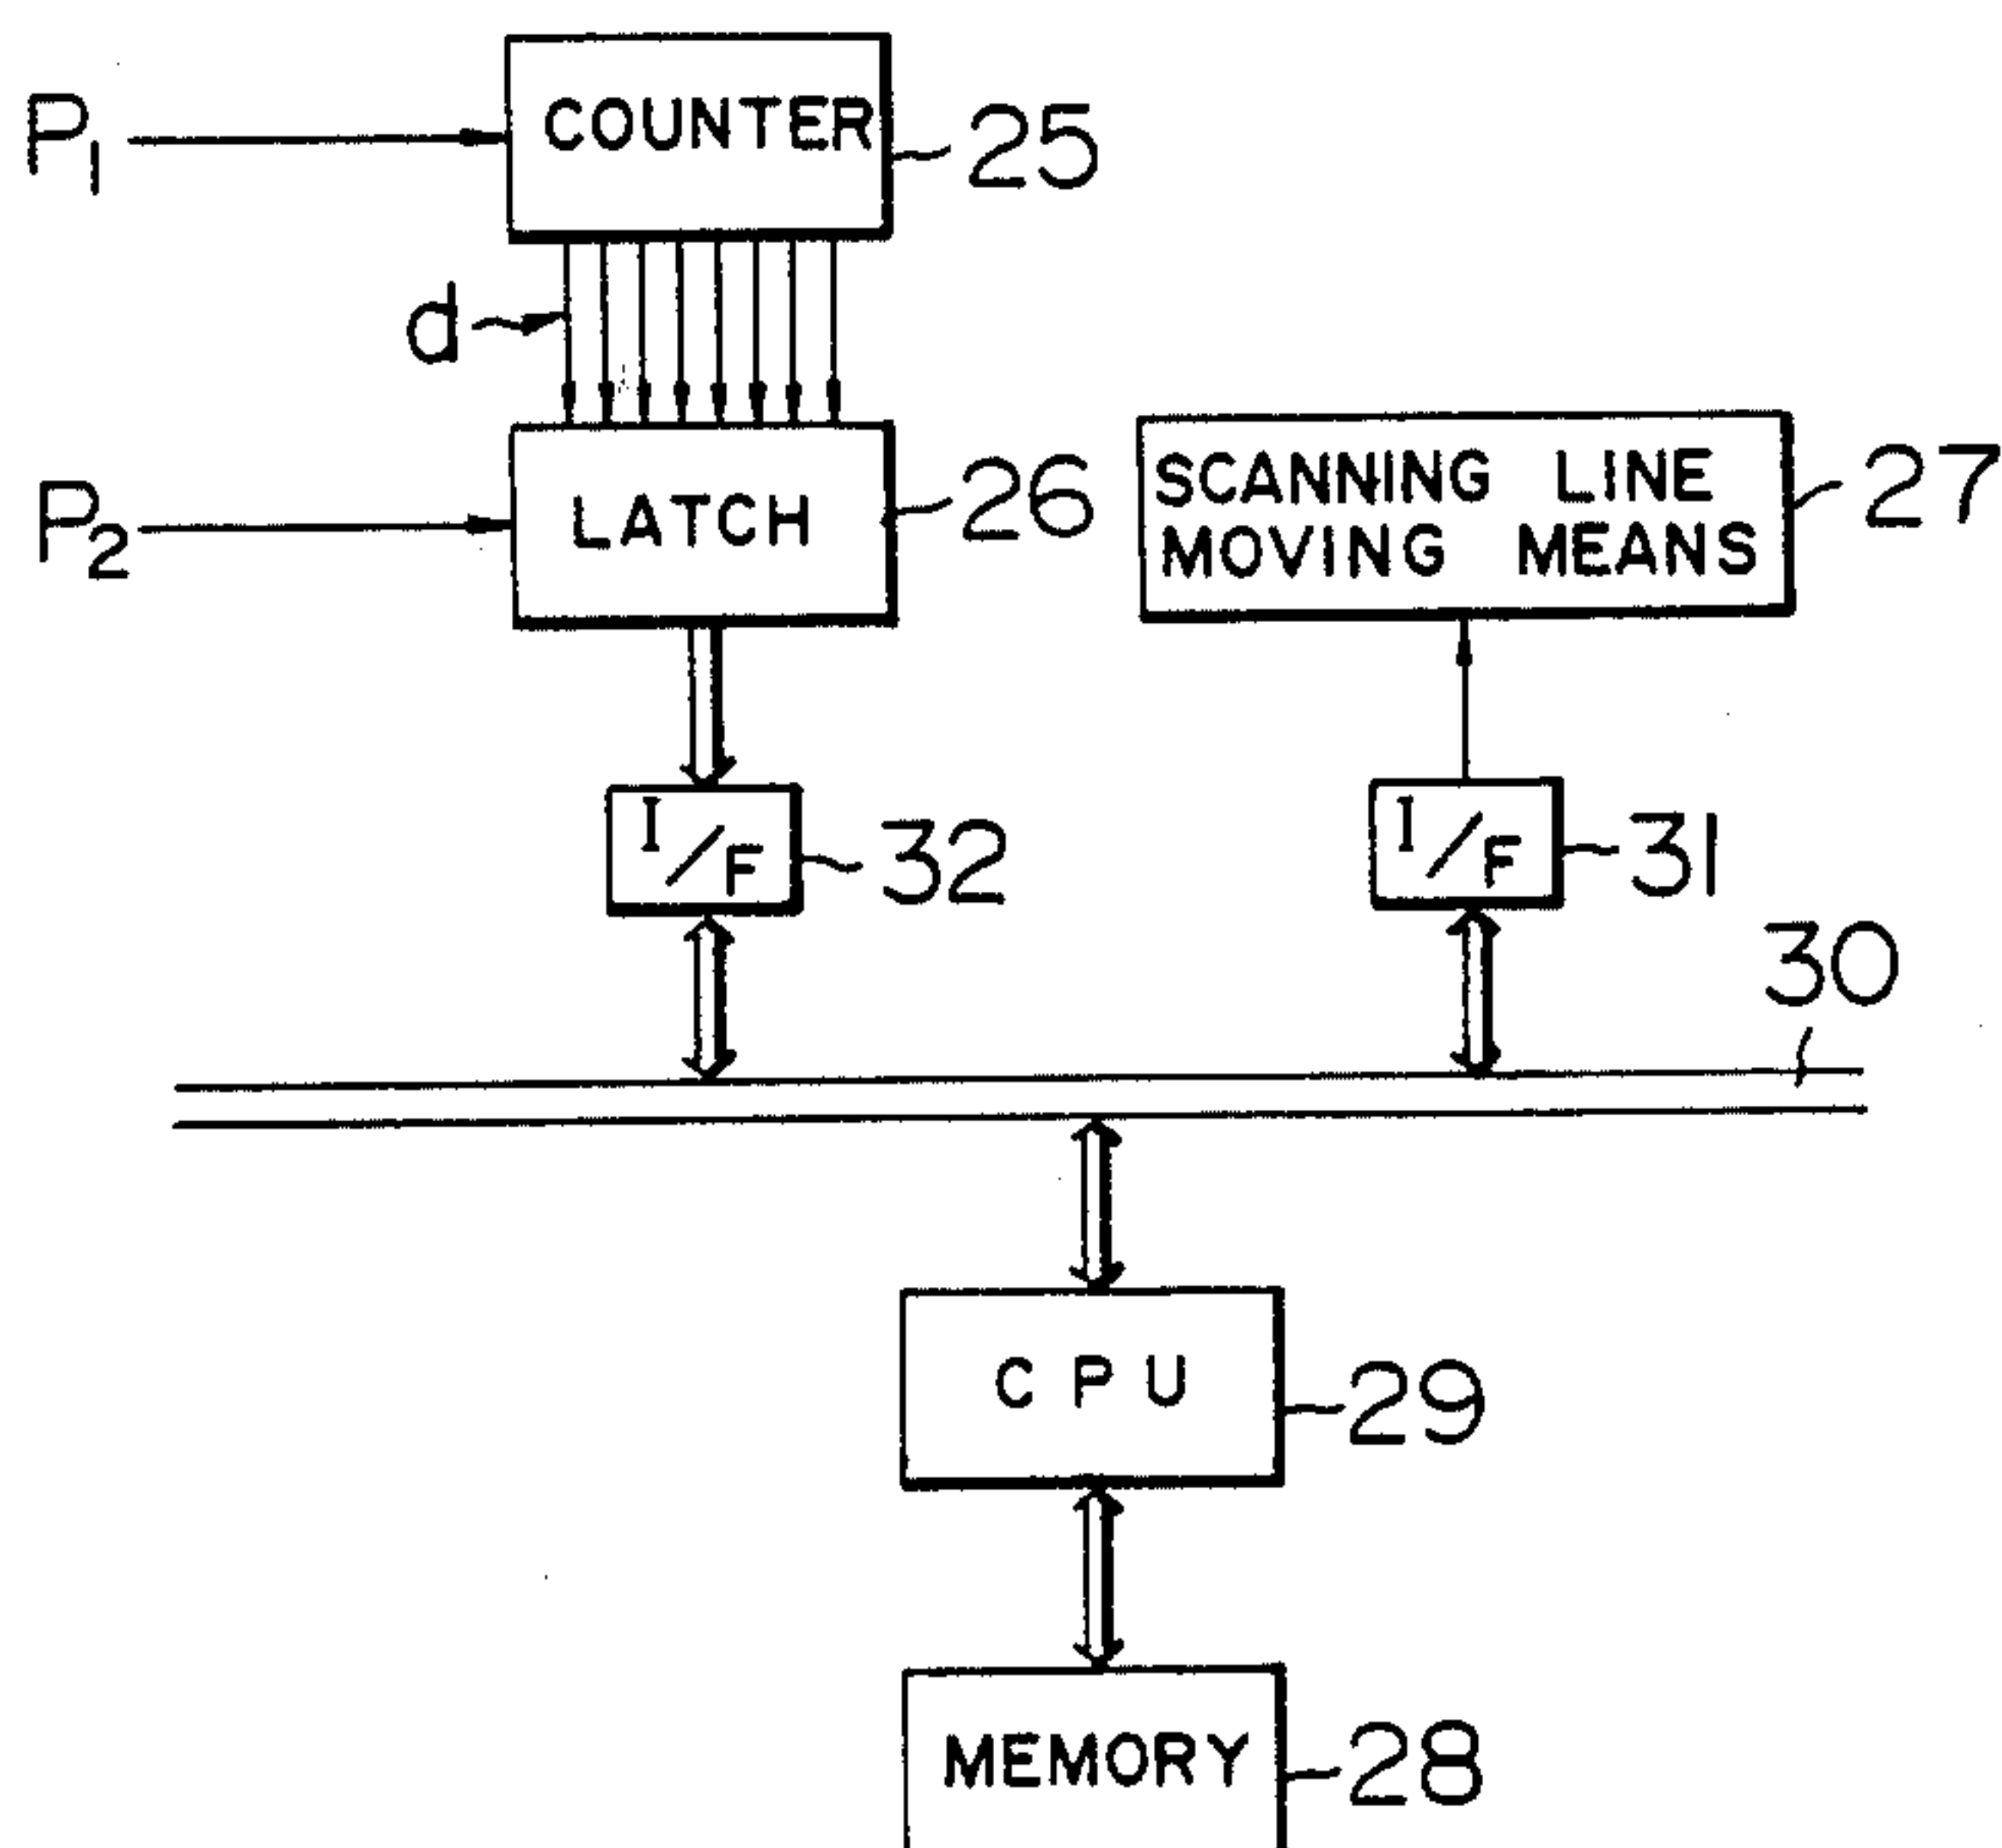 P1
COUNTER
25
d
P2
LATCH
26
SCANNING LINE
MOVING MEANS
27
I/F
32
I/F
31
30
CPU
29
MEMORY
28